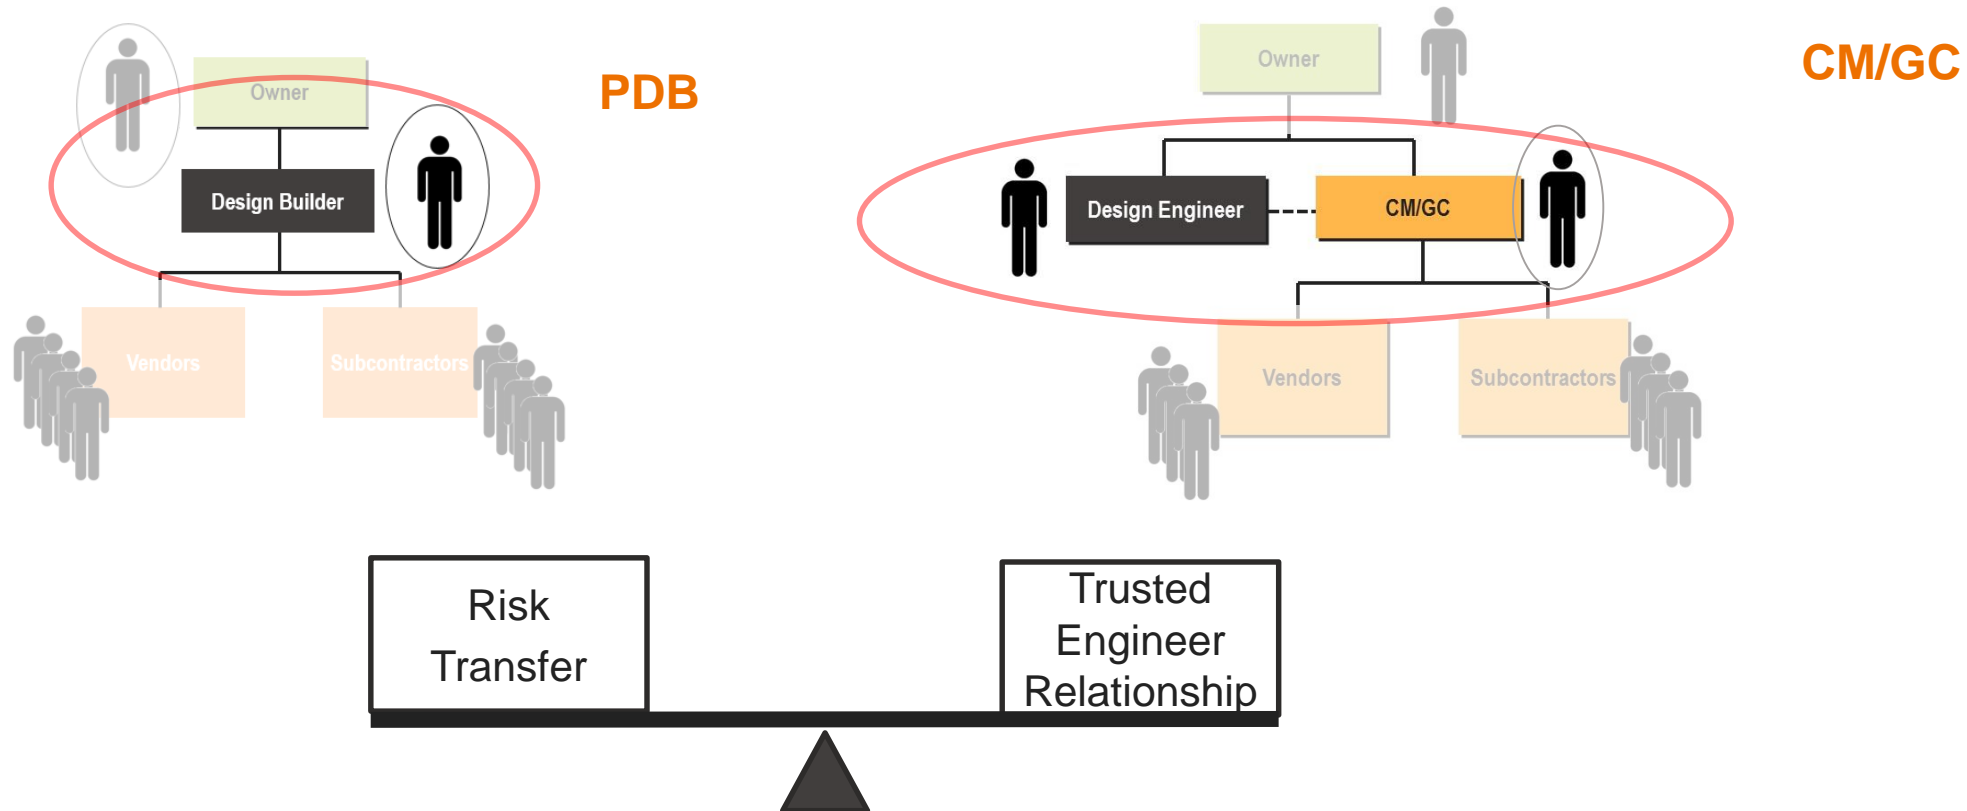 PDB
Owner
Design Builder
Vendors
Subcontractors
CM/GC
Owner
Design Engineer
CM/GC
Vendors
Subcontractors
Risk
Transfer
Trusted
Engineer
Relationship